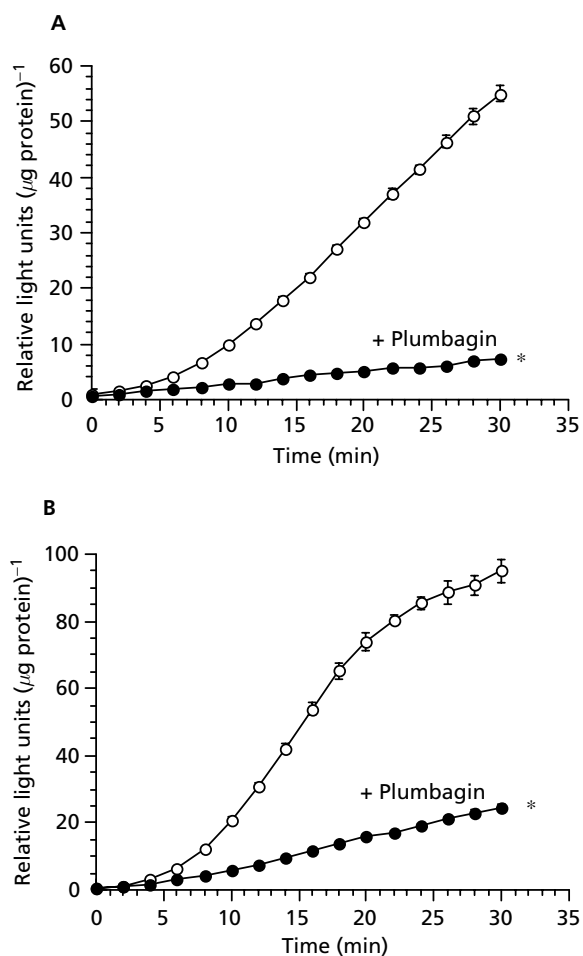 A
Relative light units (μg protein)⁻¹
60
50
40
30
20
10
0
+ Plumbagin
*
0 5 10 15 20 25 30 35
Time (min)
B
Relative light units (μg protein)⁻¹
100
80
60
40
20
0
+ Plumbagin
*
0 5 10 15 20 25 30 35
Time (min)